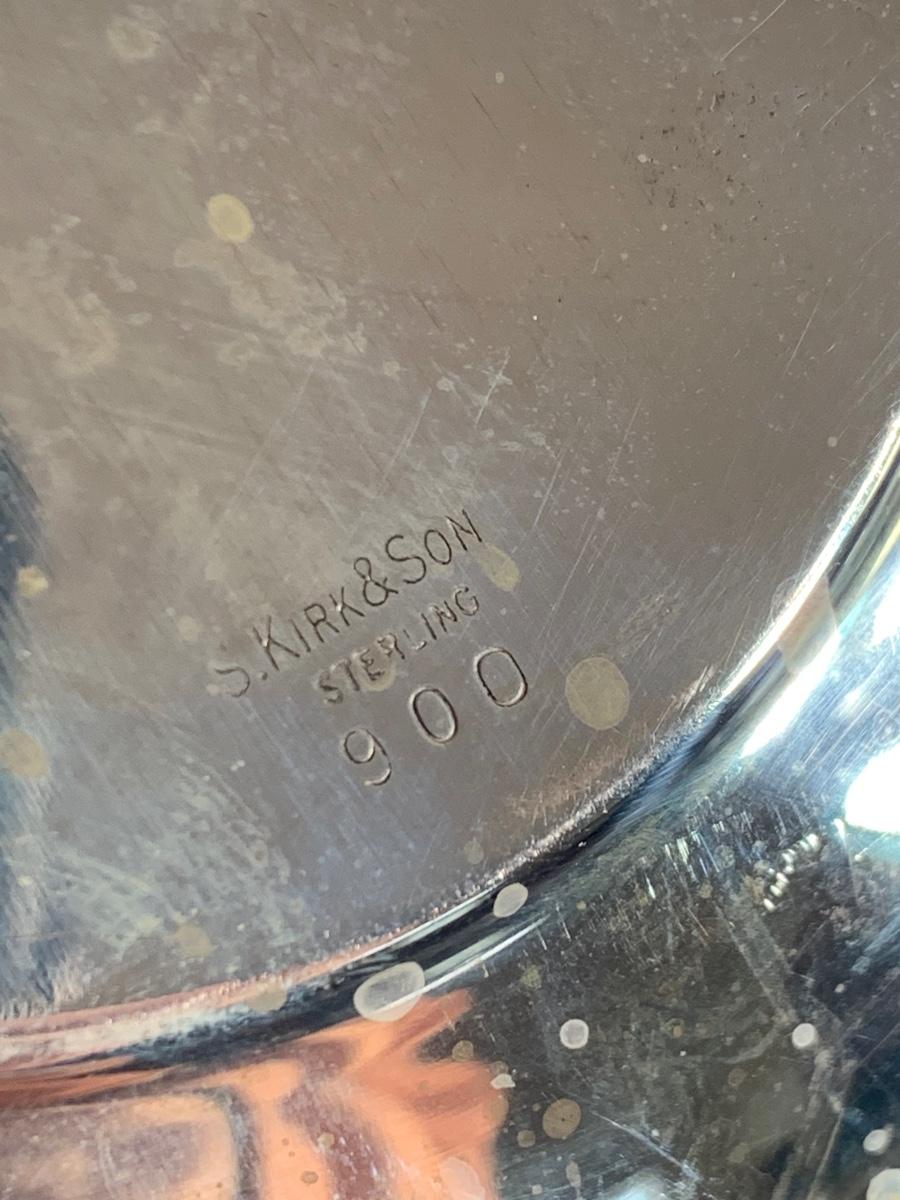 S. KIRK & SON
STERLING
900